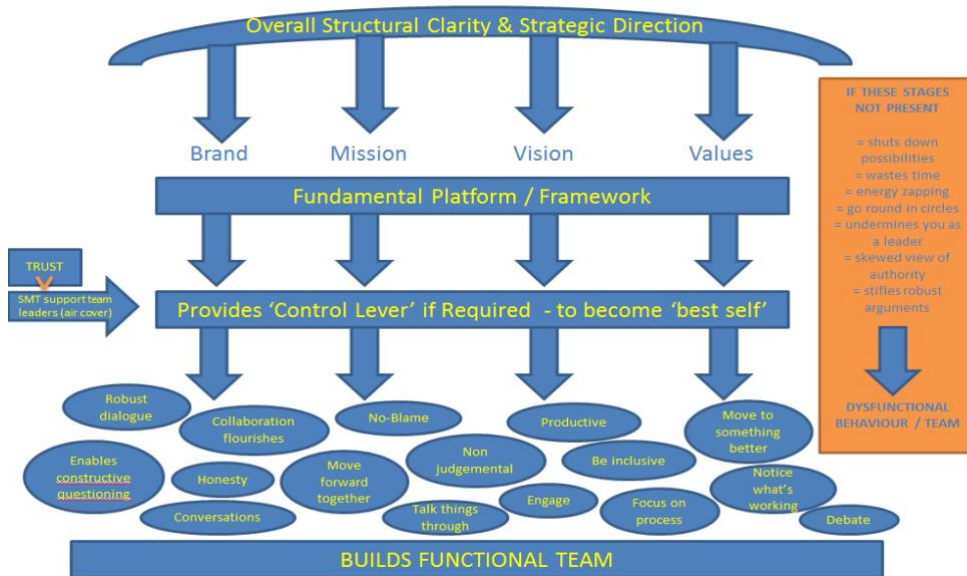 Overall Structural Clarity & Strategic Direction
Brand
Mission
Vision
Values
Fundamental Platform / Framework
TRUST
SMT support team
leaders (air cover)
Provides ‘Control Lever’ if Required - to become ‘best self’
Robust
dialogue
Collaboration
flourishes
No-Blame
Productive
Move to
something
better
Enables
constructive
questioning
Honesty
Move
forward
together
Non
judgemental
Be inclusive
Notice
what's
working
Conversations
Talk things
through
Engage
Focus on
process
Debate
BUILDS FUNCTIONAL TEAM
IF THESE STAGES
NOT PRESENT
= shuts down
possibilities
= wastes time
= energy zapping
= go round in circles
= undermines you as
a leader
= skewed view of
authority
= stifles robust
arguments
DYSFUNCTIONAL
BEHAVIOUR / TEAM